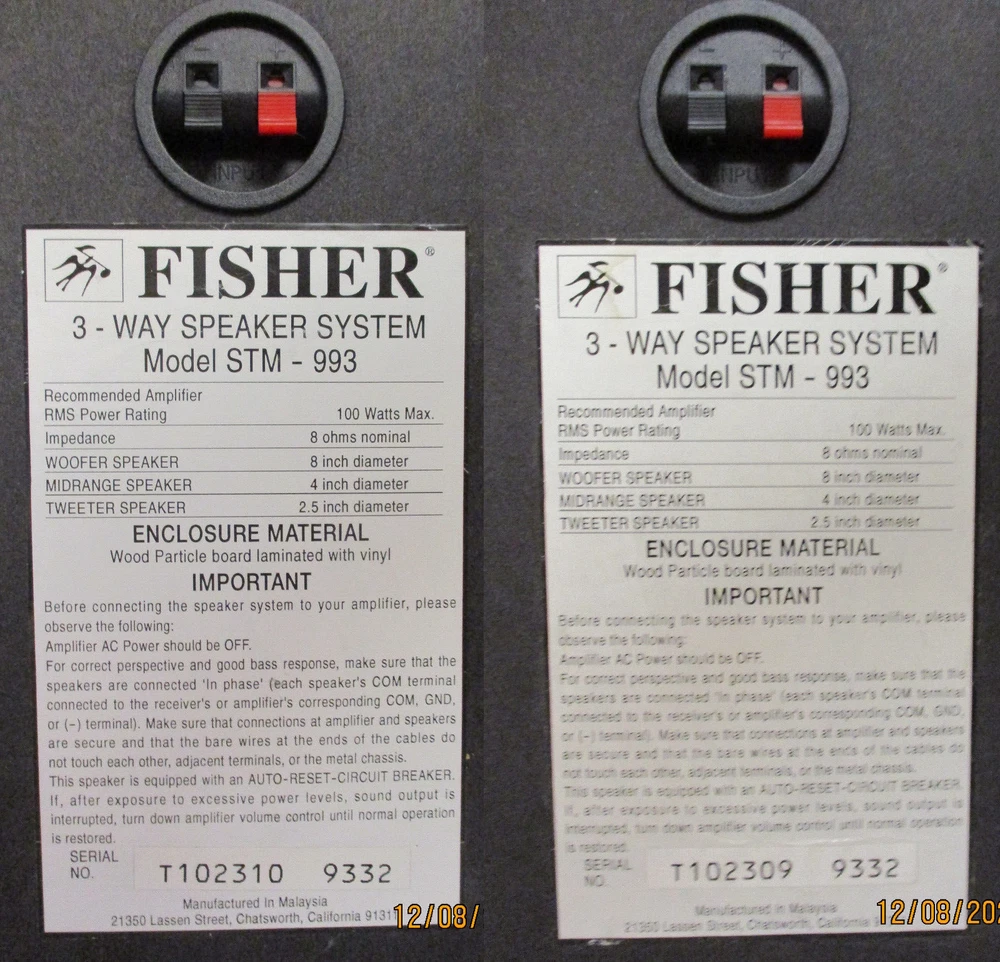 − +
INPUT
FISHER®
3 - WAY SPEAKER SYSTEM
Model STM - 993
Recommended Amplifier
RMS Power Rating 100 Watts Max.
Impedance 8 ohms nominal
WOOFER SPEAKER 8 inch diameter
MIDRANGE SPEAKER 4 inch diameter
TWEETER SPEAKER 2.5 inch diameter
ENCLOSURE MATERIAL
Wood Particle board laminated with vinyl
IMPORTANT
Before connecting the speaker system to your amplifier, please
observe the following:
Amplifier AC Power should be OFF.
For correct perspective and good bass response, make sure that the
speakers are connected 'In phase' (each speaker's COM terminal
connected to the receiver's or amplifier's corresponding COM, GND,
or (-) terminal). Make sure that connections at amplifier and speakers
are secure and that the bare wires at the ends of the cables do
not touch each other, adjacent terminals, or the metal chassis.
This speaker is equipped with an AUTO-RESET-CIRCUIT BREAKER.
If, after exposure to excessive power levels, sound output is
interrupted, turn down amplifier volume control until normal operation
is restored.
SERIAL
NO. T102310 9332
Manufactured In Malaysia
21350 Lassen Street, Chatsworth, California 9131
12/08/
− +
INPUT
FISHER®
3 - WAY SPEAKER SYSTEM
Model STM - 993
Recommended Amplifier
RMS Power Rating 100 Watts Max.
Impedance 8 ohms nominal
WOOFER SPEAKER 8 inch diameter
MIDRANGE SPEAKER 4 inch diameter
TWEETER SPEAKER 2.5 inch diameter
ENCLOSURE MATERIAL
Wood Particle board laminated with vinyl
IMPORTANT
Before connecting the speaker system to your amplifier, please
observe the following:
Amplifier AC Power should be OFF.
For correct perspective and good bass response, make sure that the
speakers are connected 'In phase' (each speaker's COM terminal
connected to the receiver's or amplifier's corresponding COM, GND,
or (-) terminal). Make sure that connections at amplifier and speakers
are secure and that the bare wires at the ends of the cables do
not touch each other, adjacent terminals, or the metal chassis.
This speaker is equipped with an AUTO-RESET-CIRCUIT BREAKER.
If, after exposure to excessive power levels, sound output is
interrupted, turn down amplifier volume control until normal operation
is restored.
SERIAL
NO. T102309 9332
Manufactured In Malaysia
21350 Lassen Street, Chatsworth, California 9
12/08/20